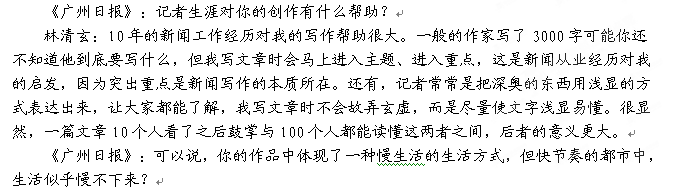 《广州日报》：记者生涯对你的创作有什么帮助？
林清玄：10年的新闻工作经历对我的写作帮助很大。一般的作家写了 3000字可能你还
不知道他到底要写什么，但我写文章时会马上进入主题、进入重点，这是新闻从业经历对我
的启发，因为突出重点是新闻写作的本质所在。还有，记者常常是把深奥的东西用浅显的方
式表达出来，让大家都能了解，我写文章时不会故弄玄虚，而是尽量使文字浅显易懂。很显
然，一篇文章10个人看了之后鼓掌与100个人都能读懂这两者之间，后者的意义更大。
《广州日报》：可以说，你的作品中体现了一种慢生活的生活方式，但快节奏的都市中，
生活似乎慢不下来？